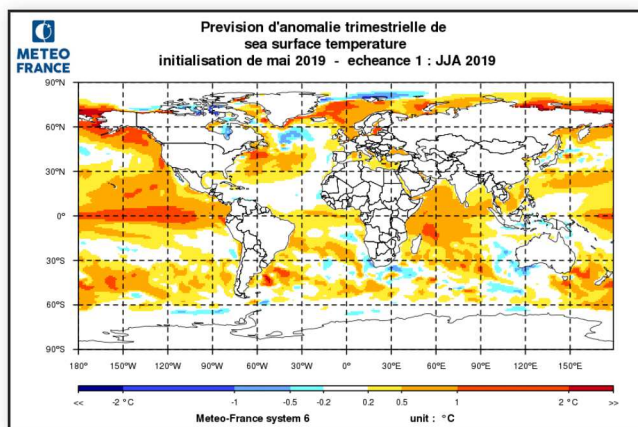 METEO
FRANCE
Prevision d'anomalie trimestrielle de
sea surface temperature
initialisation de mai 2019 - echeance 1 : JJA 2019
90°N
60°N
30°N
0°
30°S
60°S
90°S
180° 150°W 120°W 90°W 60°W 30°W 0° 30°E 60°E 90°E 120°E 150°E
<< -2 °C -1 -0.5 -0.2 0.2 0.5 1 2 °C >>
Meteo-France system 6 unit : °C